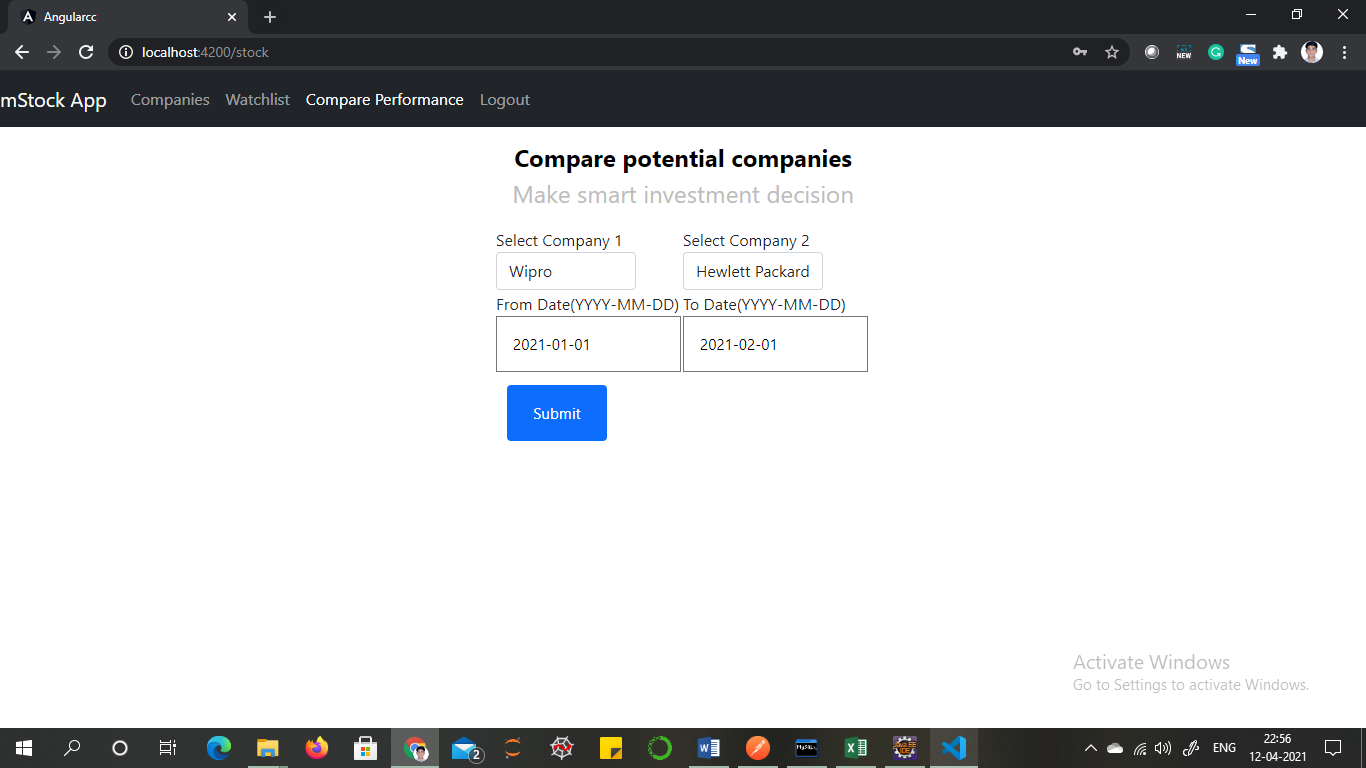 Angularcc
localhost:4200/stock
NEW
New
mStock App Companies Watchlist Compare Performance Logout
Compare potential companies
Make smart investment decision
Select Company 1 Select Company 2
Wipro Hewlett Packard
From Date(YYYY-MM-DD) To Date(YYYY-MM-DD)
2021-01-01 2021-02-01
Submit
Activate Windows
Go to Settings to activate Windows.
2
ENG
22:56
12-04-2021